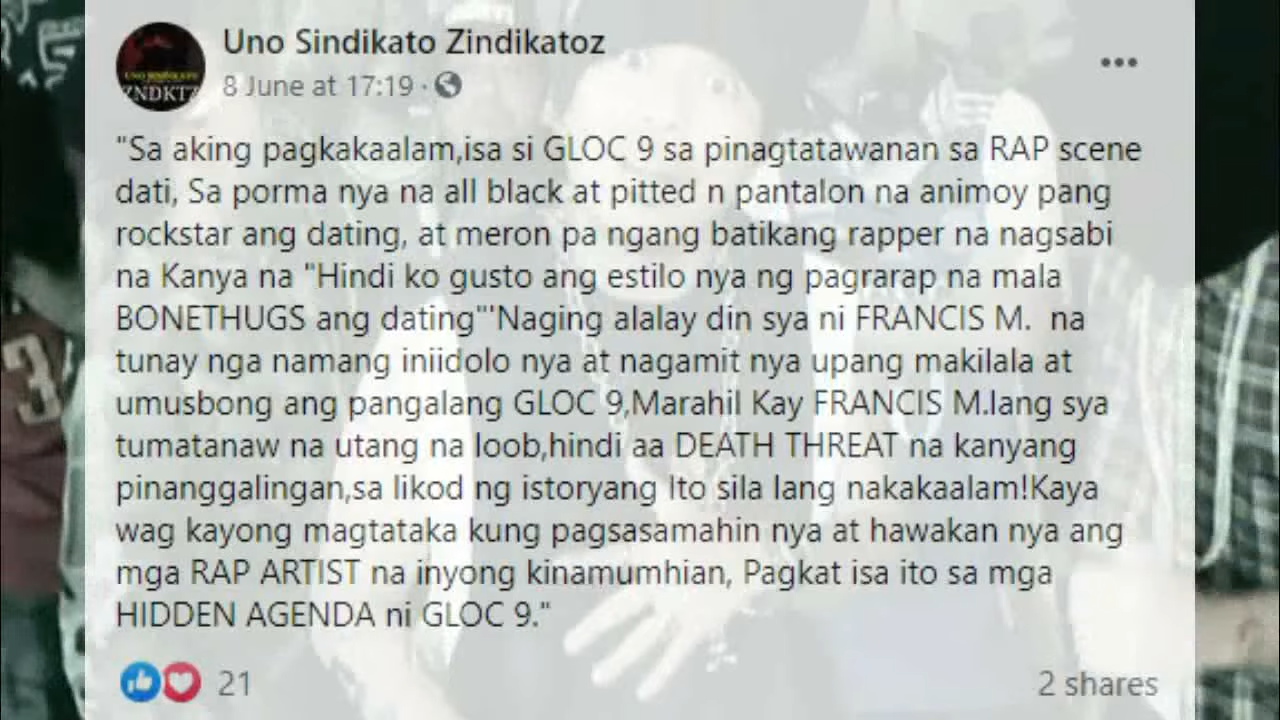 Uno Sindikato Zindikatoz
8 June at 17:19 ·
UNO SINDIKATO
ZNDKTZ
"Sa aking pagkakaalam,isa si GLOC 9 sa pinagtatawanan sa RAP scene
dati, Sa porma nya na all black at pitted n pantalon na animoy pang
rockstar ang dating, at meron pa ngang batikang rapper na nagsabi
na Kanya na "Hindi ko gusto ang estilo nya ng pagrarap na mala
BONETHUGS ang dating"'Naging alalay din sya ni FRANCIS M.  na
tunay nga namang iniidolo nya at nagamit nya upang makilala at
umusbong ang pangalang GLOC 9,Marahil Kay FRANCIS M.lang sya
tumatanaw na utang na loob,hindi aa DEATH THREAT na kanyang
pinanggalingan,sa likod ng istoryang Ito sila lang nakakaalam!Kaya
wag kayong magtataka kung pagsasamahin nya at hawakan nya ang
mga RAP ARTIST na inyong kinamumhian, Pagkat isa ito sa mga
HIDDEN AGENDA ni GLOC 9."
21
2 shares
3